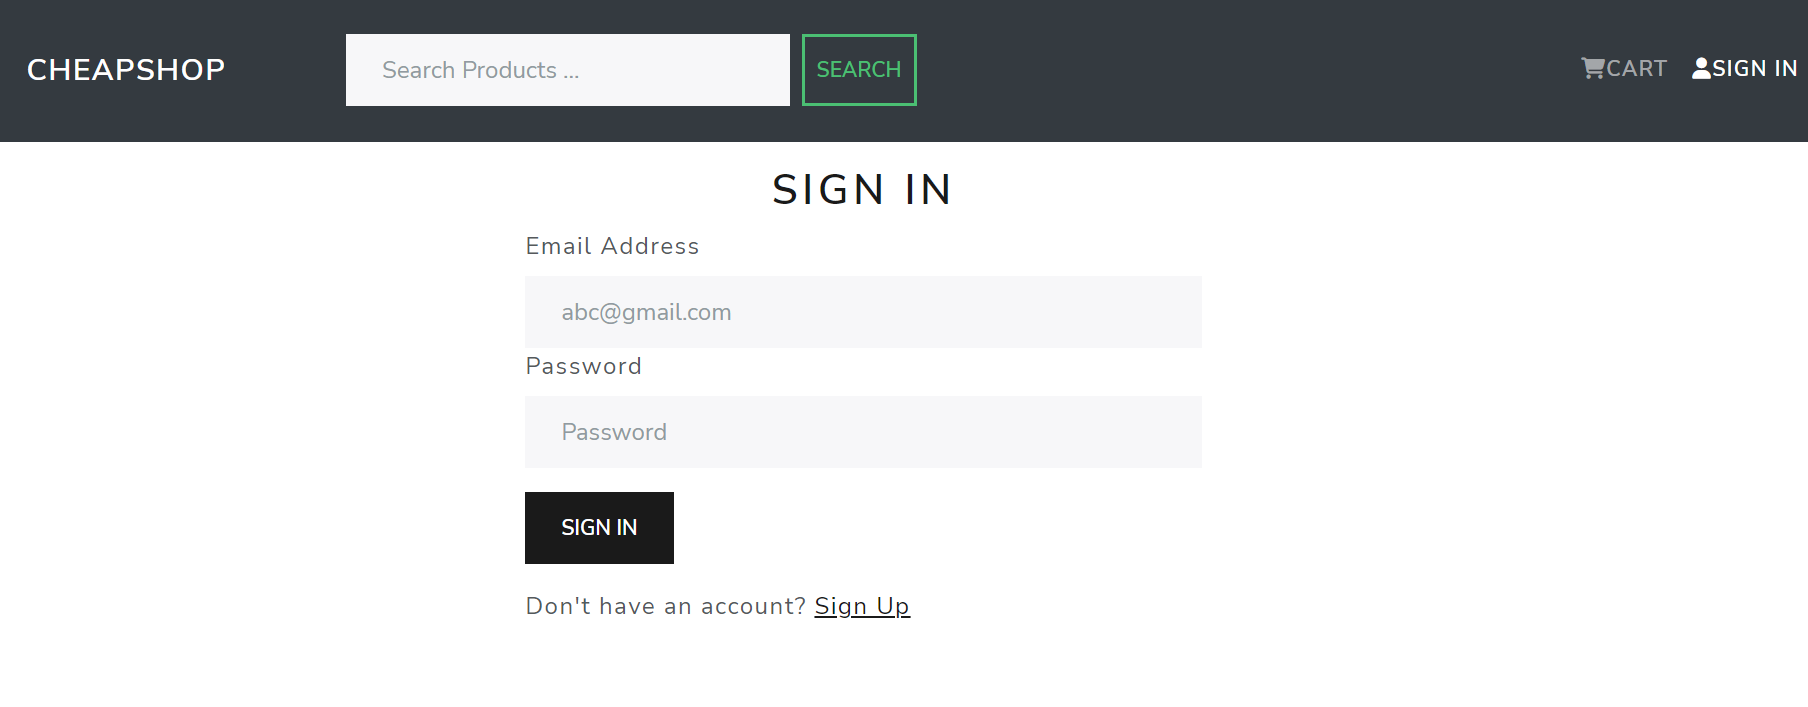 CHEAPSHOP
Search Products ...
SEARCH
CART
SIGN IN
SIGN IN
Email Address
abc@gmail.com
Password
Password
SIGN IN
Don't have an account? Sign Up